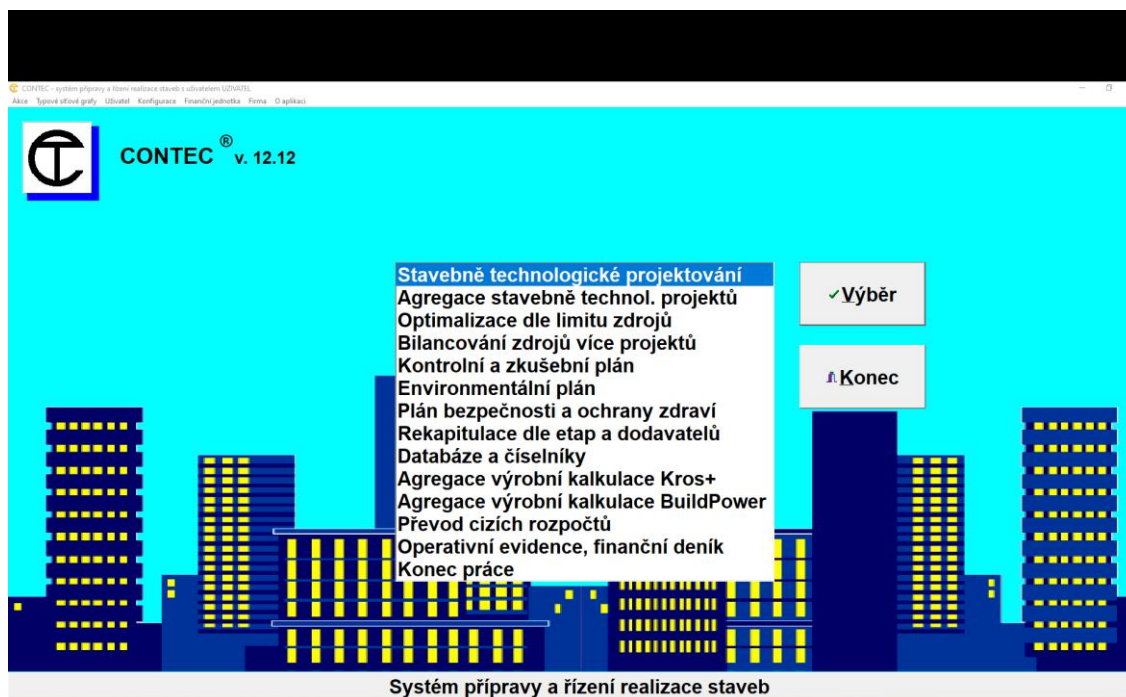 CONTEC - systém přípravy a řízení realizace staveb s uživatelem UZIVATEL
Akce Typové síťové grafy Uživatel Konfigurace Finanční jednotka Firma O aplikaci
CONTEC ® v. 12.12
Stavebně technologické projektování
Agregace stavebně technol. projektů
Optimalizace dle limitu zdrojů
Bilancování zdrojů více projektů
Kontrolní a zkušební plán
Environmentální plán
Plán bezpečnosti a ochrany zdraví
Rekapitulace dle etap a dodavatelů
Databáze a číselníky
Agregace výrobní kalkulace Kros+
Agregace výrobní kalkulace BuildPower
Převod cizích rozpočtů
Operativní evidence, finanční deník
Konec práce
Výběr
Konec
Systém přípravy a řízení realizace staveb